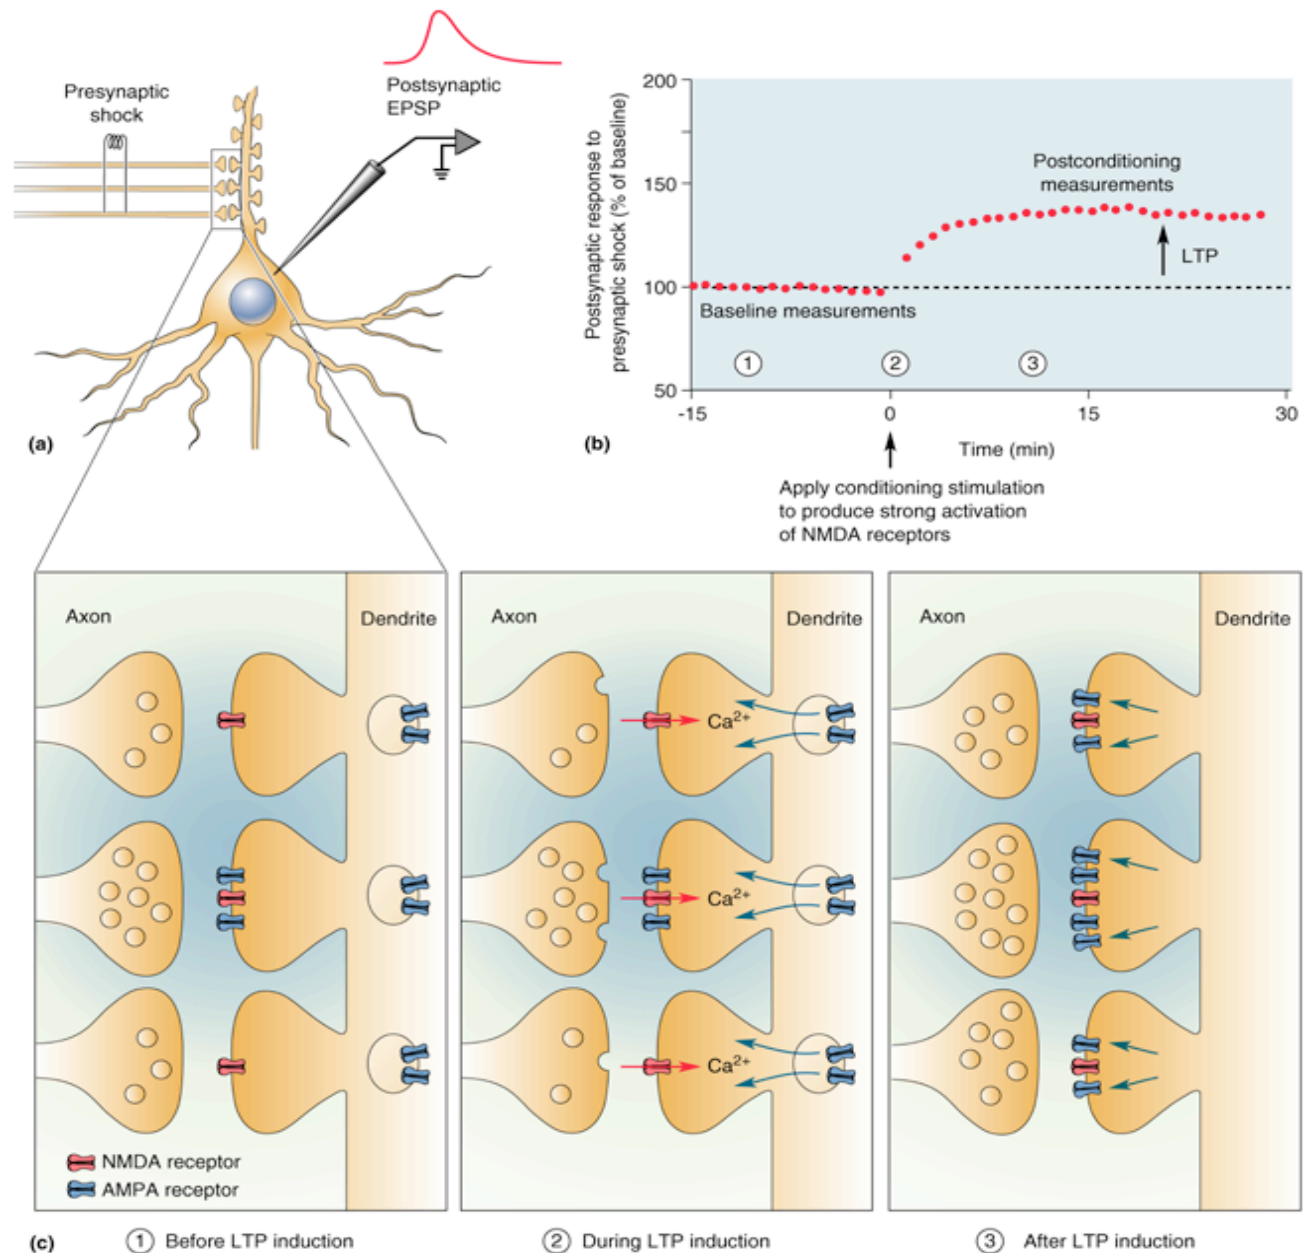 Presynaptic
shock
Postsynaptic
EPSP
(a)
Postsynaptic response to
presynaptic shock (% of baseline)
200
150
100
50
Postconditioning
measurements
LTP
Baseline measurements
1
2
3
-15
0
15
30
Time (min)
(b)
Apply conditioning stimulation
to produce strong activation
of NMDA receptors
Axon
Dendrite
NMDA receptor
AMPA receptor
Axon
Dendrite
Ca2+
Ca2+
Ca2+
Axon
Dendrite
(c)
1 Before LTP induction
2 During LTP induction
3 After LTP induction